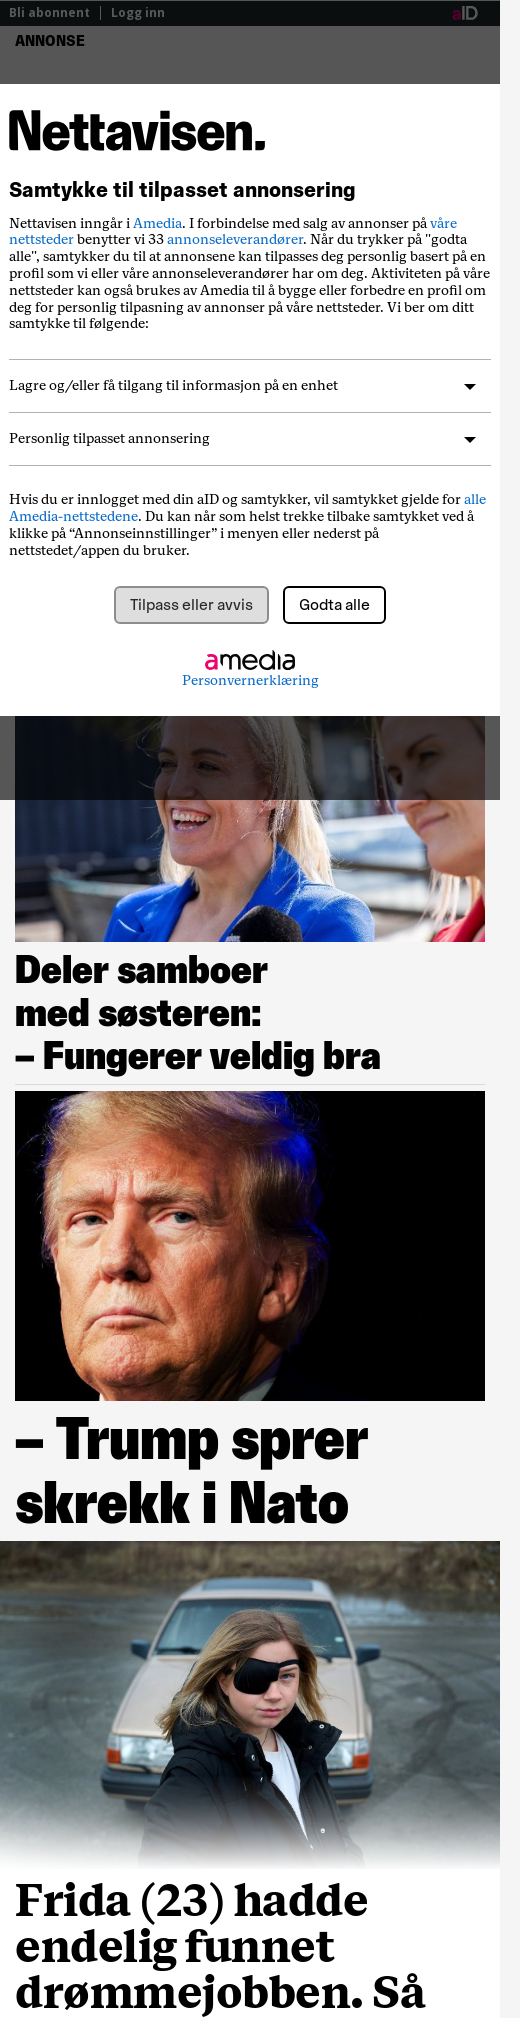 Bli abonnent | Logg inn
aID
ANNONSE
Nettavisen.
Samtykke til tilpasset annonsering
Nettavisen inngår i Amedia. I forbindelse med salg av annonser på våre
nettsteder benytter vi 33 annonseleverandører. Når du trykker på "godta
alle", samtykker du til at annonsene kan tilpasses deg personlig basert på en
profil som vi eller våre annonseleverandører har om deg. Aktiviteten på våre
nettsteder kan også brukes av Amedia til å bygge eller forbedre en profil om
deg for personlig tilpasning av annonser på våre nettsteder. Vi ber om ditt
samtykke til følgende:
Lagre og/eller få tilgang til informasjon på en enhet
Personlig tilpasset annonsering
Hvis du er innlogget med din aID og samtykker, vil samtykket gjelde for alle
Amedia-nettstedene. Du kan når som helst trekke tilbake samtykket ved å
klikke på “Annonseinnstillinger” i menyen eller nederst på
nettstedet/appen du bruker.
Tilpass eller avvis
Godta alle
amedia
Personvernerklæring
Deler samboer
med søsteren:
– Fungerer veldig bra
– Trump sprer
skrekk i Nato
Frida (23) hadde
endelig funnet
drømmejobben. Så